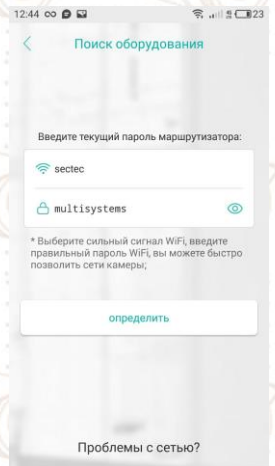 12:44
23
Поиск оборудования
Введите текущий пароль маршрутизатора:
sectec
multisystems
* Выберите сильный сигнал WiFi, введите
правильный пароль WiFi, вы можете быстро
позволить сети камеры;
определить
Проблемы с сетью?